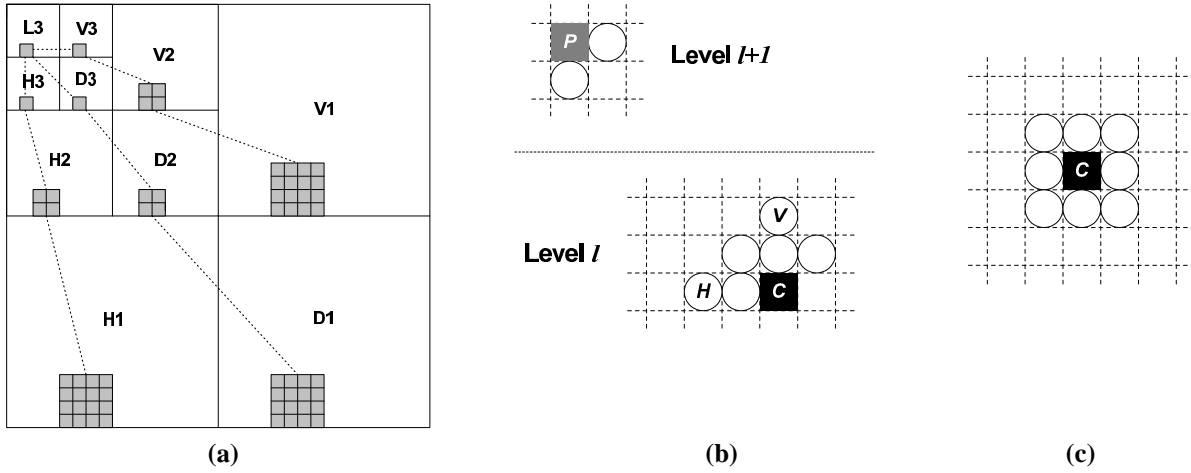 L3 V3
V2
H3 D3
V1
H2 D2
H1 D1
(a)
P
Level l+1
V
Level l
H C
(b)
C
(c)